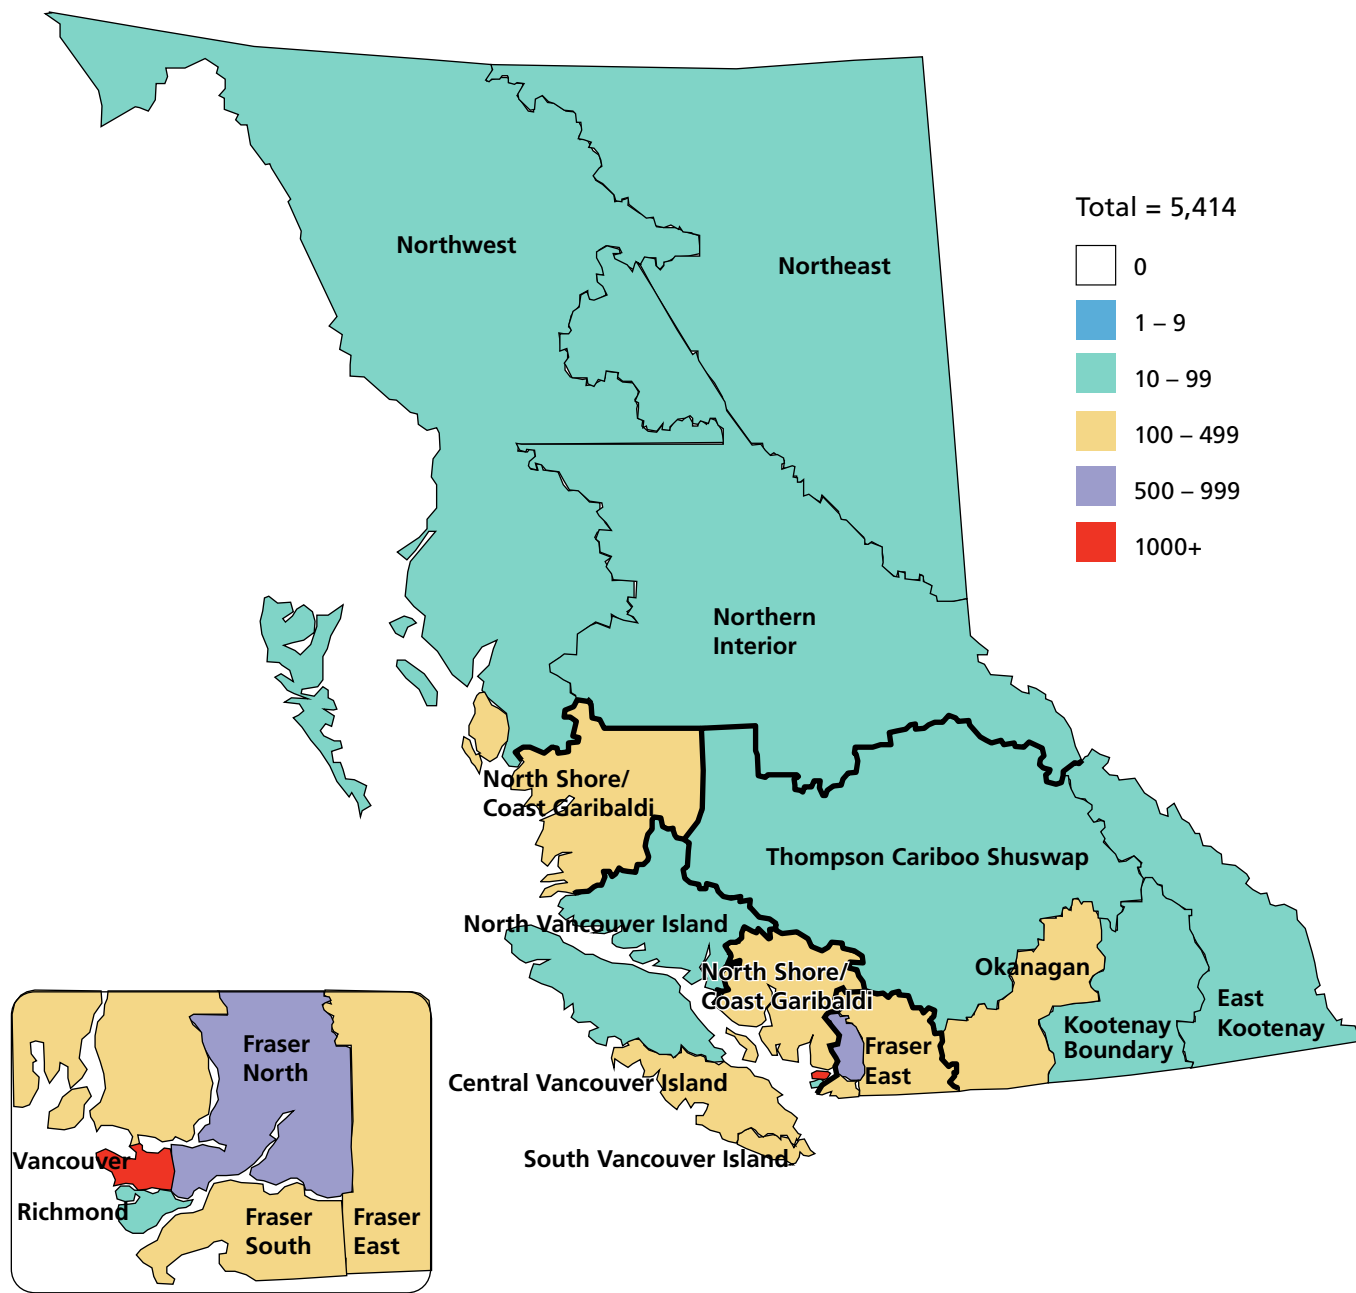 Northwest
Northeast
Total = 5,414
0
1 – 9
10 – 99
100 – 499
500 – 999
1000+
Northern
Interior
North Shore/
Coast Garibaldi
Thompson Cariboo Shuswap
North Vancouver Island
North Shore/
Coast Garibaldi
Okanagan
East
Kootenay
Kootenay
Boundary
Fraser
East
Central Vancouver Island
South Vancouver Island
Fraser
North
Vancouver
Richmond
Fraser
South
Fraser
East